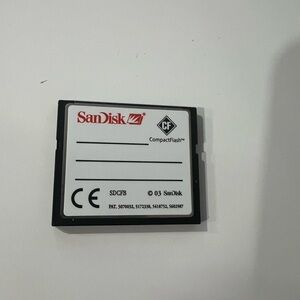 SanDisk
CF
CompactFlash™
CE
SDCFB
© 03 SanDisk
PAT. 5070032, 5172338, 5418752, 5602987